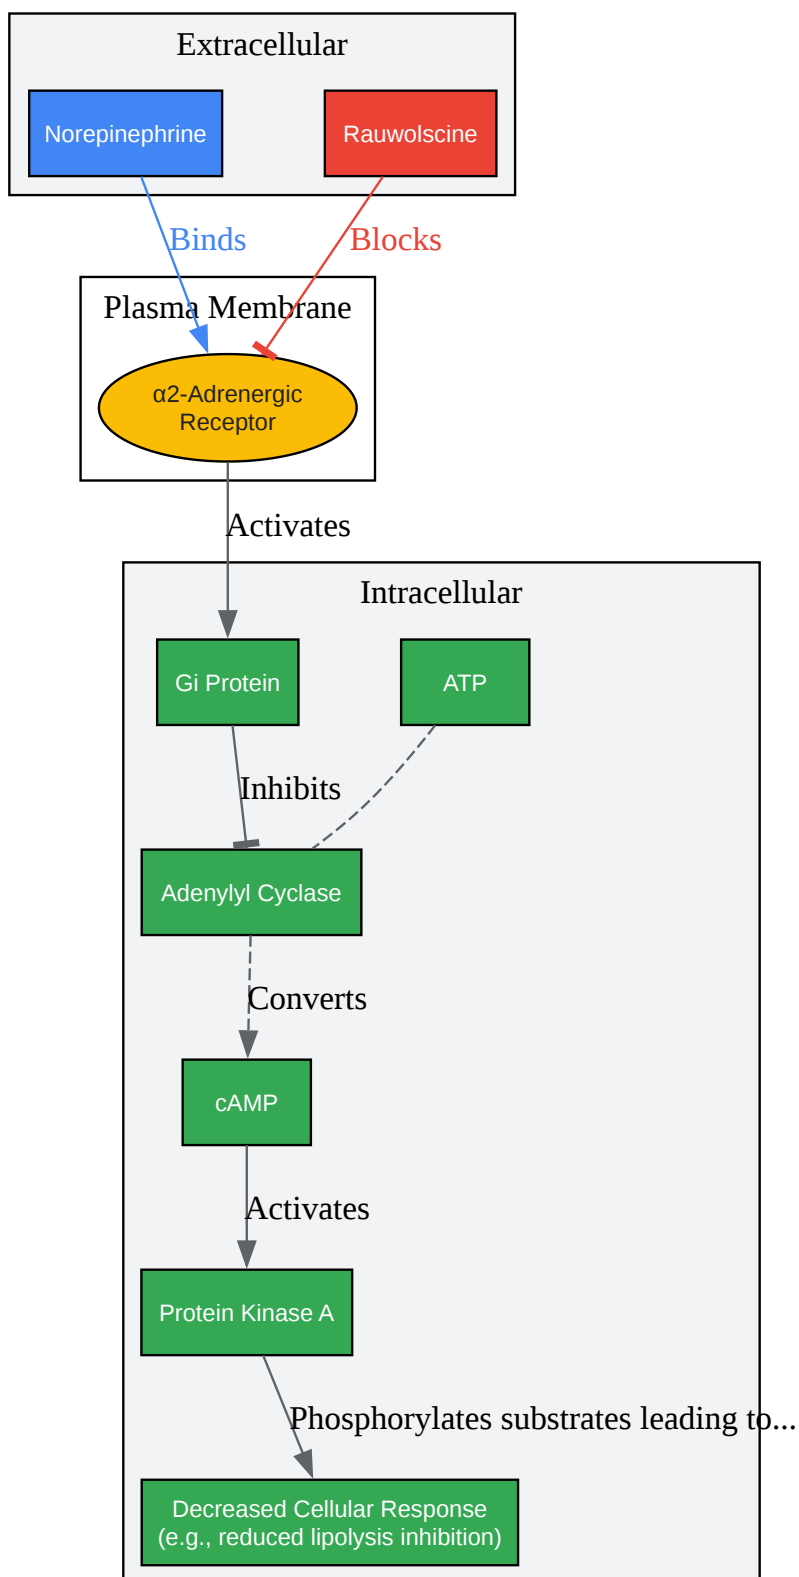 Extracellular
Norepinephrine
Rauwolscine
Binds
Blocks
Plasma Membrane
α2-Adrenergic
Receptor
Activates
Intracellular
Gi Protein
ATP
Inhibits
Adenylyl Cyclase
Converts
cAMP
Activates
Protein Kinase A
Phosphorylates substrates leading to...
Decreased Cellular Response
(e.g., reduced lipolysis inhibition)